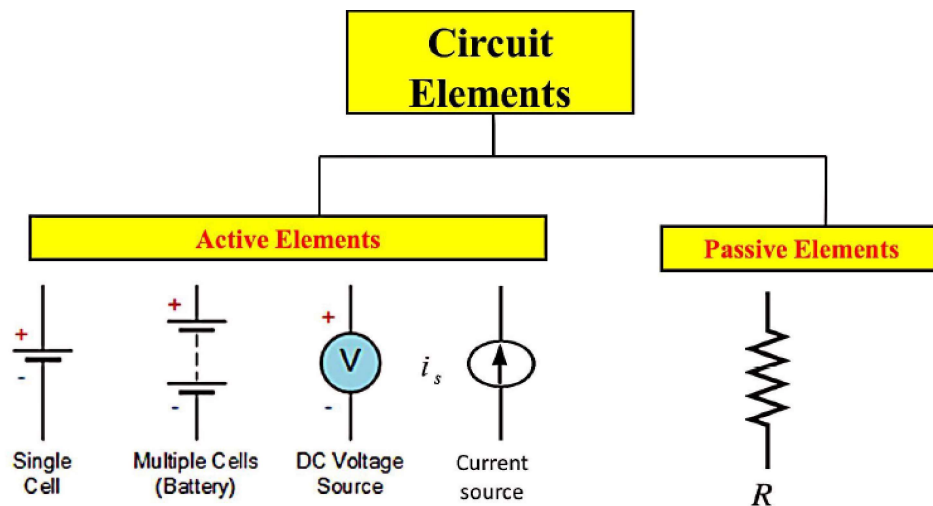 Circuit
Elements
Active Elements
Passive Elements
+
-
+
-
+
V
-
i s
Single
Cell
Multiple Cells
(Battery)
DC Voltage
Source
Current
source
R